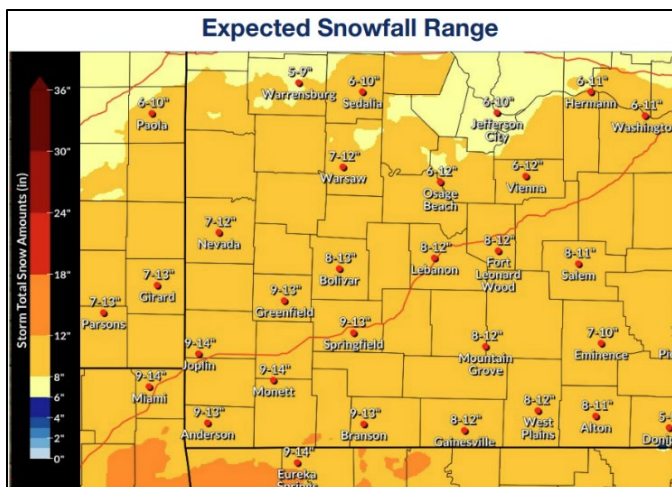 Expected Snowfall Range
Storm Total Snow Amounts (in)
36"
30"
24"
18"
12"
8"
6"
4"
2"
0"
5-9"
Warrensburg
6-10"
Sedalia
6-11"
Hermann
6-10"
Paola
6-10"
Jefferson
City
6-11"
Washington
7-12"
Warsaw
6-12"
Osage
Beach
6-12"
Vienna
7-12"
Nevada
8-13"
Bolivar
8-12"
Lebanon
8-12"
Fort
Leonard
Wood
8-11"
Salem
7-13"
Girard
7-13"
Parsons
9-13"
Greenfield
9-13"
Springfield
8-12"
Mountain
Grove
7-10"
Eminence
9-14"
Joplin
9-14"
Miami
9-14"
Monett
9-13"
Anderson
9-13"
Branson
8-12"
Gainesville
8-12"
West
Plains
8-11"
Alton
9-14"
Eureka